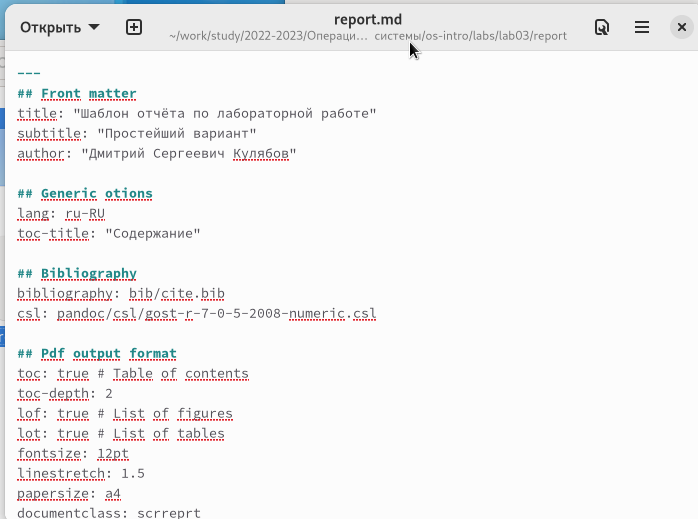 Открыть
report.md
~/work/study/2022-2023/Операци… системы/os-intro/labs/lab03/report
---
## Front matter
title: "Шаблон отчёта по лабораторной работе"
subtitle: "Простейший вариант"
author: "Дмитрий Сергеевич Кулябов"
## Generic otions
lang: ru-RU
toc-title: "Содержание"
## Bibliography
bibliography: bib/cite.bib
csl: pandoc/csl/gost-r-7-0-5-2008-numeric.csl
## Pdf output format
toc: true # Table of contents
toc-depth: 2
lof: true # List of figures
lot: true # List of tables
fontsize: 12pt
linestretch: 1.5
papersize: a4
documentclass: scrreprt